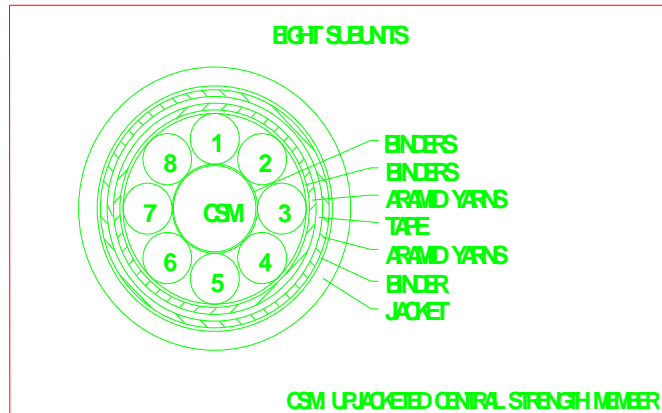 EIGHT SUBUNITS
1
8
2
BINDERS
BINDERS
ARAMID YARNS
7
CSM
3
TAPE
ARAMID YARNS
6
4
BINDER
5
JACKET
CSM: UPJACKETED CENTRAL STRENGTH MEMBER